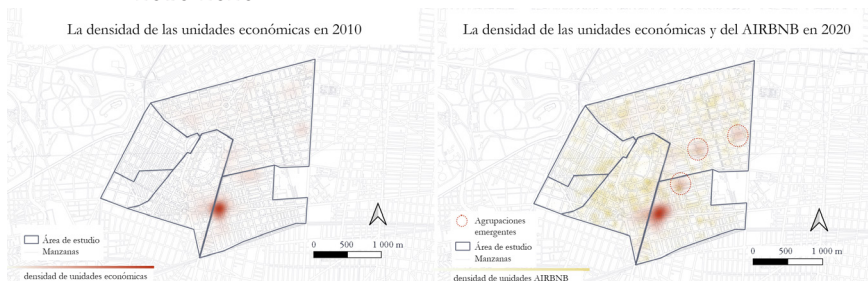 La densidad de las unidades económicas en 2010
Área de estudio
Manzanas
0 500 1 000 m
densidad de unidades económicas
La densidad de las unidades económicas y del AIRBNB en 2020
Agrupaciones
emergentes
Área de estudio
Manzanas
0 500 1 000 m
densidad de unidades AIRBNB